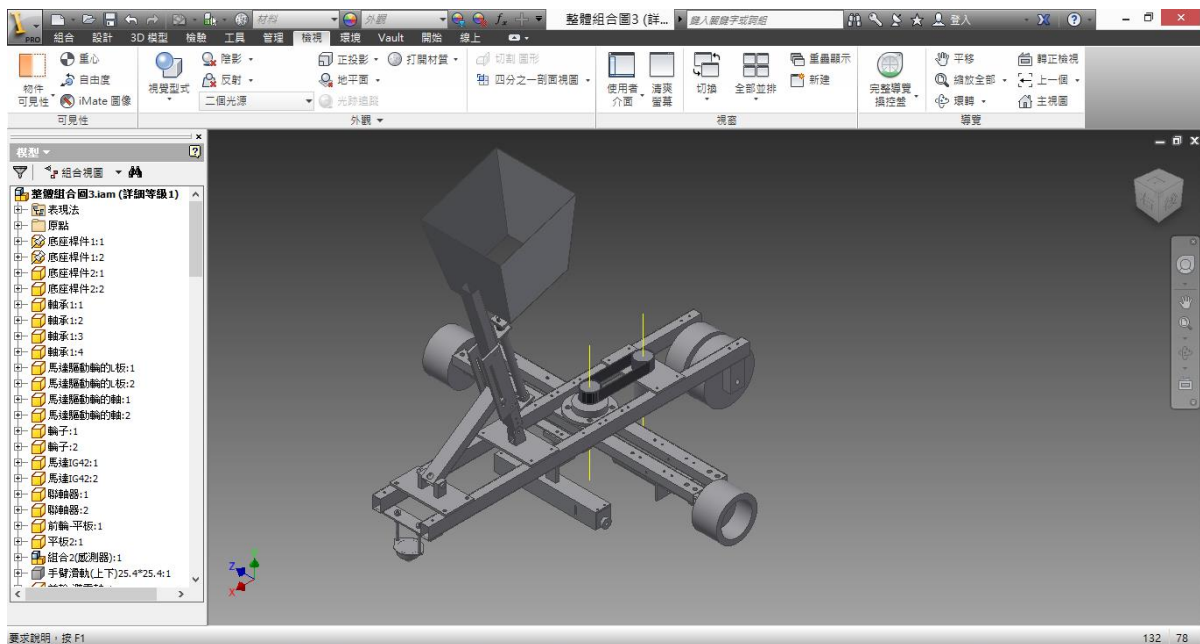 PRO
材料
外觀
fx
整體組合圖3 (詳...
鍵入關鍵字或詞組
登入
組合 設計 3D 模型 檢驗 工具 管理 檢視 環境 Vault 開始 線上
物件
可見性
重心
自由度
iMate 圖像
可見性
視覺型式
陰影
反射
二個光源
正投影
打開材質
地平面
光跡追蹤
外觀
切割圖形
四分之一剖面視圖
使用者
介面
清爽
螢幕
切換
全部並排
重疊顯示
新建
視窗
完整導覽
操控盤
平移
縮放全部
環轉
轉正檢視
上一個
主視圖
導覽
模型
組合視圖
整體組合圖3.iam (詳細等級1)
表現法
原點
底座桿件1:1
底座桿件1:2
底座桿件2:1
底座桿件2:2
軸承1:1
軸承1:2
軸承1:3
軸承1:4
馬達驅動輪的L板:1
馬達驅動輪的L板:2
馬達驅動輪的軸:1
馬達驅動輪的軸:2
輪子:1
輪子:2
馬達IG42:1
馬達IG42:2
聯軸器:1
聯軸器:2
前輪-平板:1
平板2:1
組合2(感測器):1
手臂滑軌(上下)25.4*25.4:1
Z
X
要求說明，按 F1
132 78